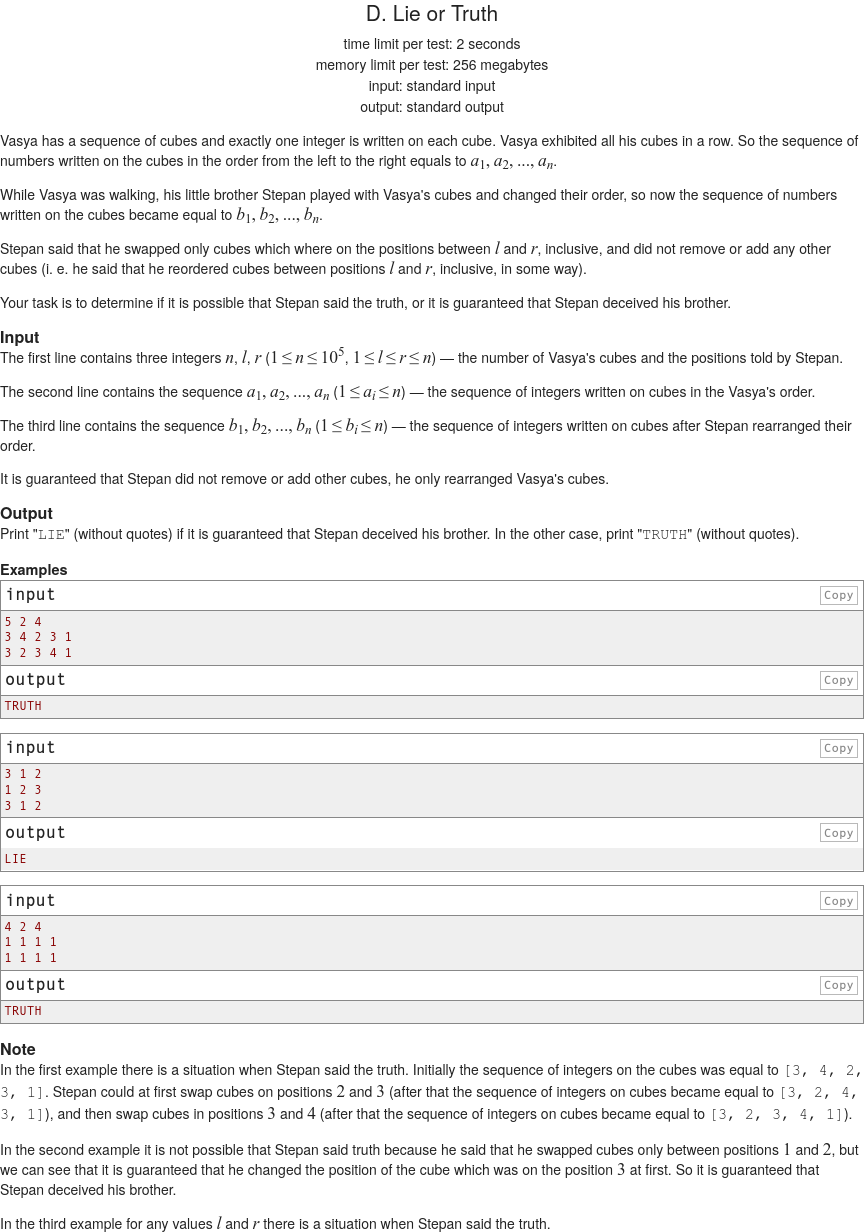 D. Lie or Truth
time limit per test: 2 seconds
memory limit per test: 256 megabytes
input: standard input
output: standard output
Vasya has a sequence of cubes and exactly one integer is written on each cube. Vasya exhibited all his cubes in a row. So the sequence of
numbers written on the cubes in the order from the left to the right equals to a1, a2, ..., an.
While Vasya was walking, his little brother Stepan played with Vasya's cubes and changed their order, so now the sequence of numbers
written on the cubes became equal to b1, b2, ..., bn.
Stepan said that he swapped only cubes which where on the positions between l and r, inclusive, and did not remove or add any other
cubes (i. e. he said that he reordered cubes between positions l and r, inclusive, in some way).
Your task is to determine if it is possible that Stepan said the truth, or it is guaranteed that Stepan deceived his brother.
Input
The first line contains three integers n, l, r (1 ≤ n ≤ 10^5, 1 ≤ l ≤ r ≤ n) — the number of Vasya's cubes and the positions told by Stepan.
The second line contains the sequence a1, a2, ..., an (1 ≤ ai ≤ n) — the sequence of integers written on cubes in the Vasya's order.
The third line contains the sequence b1, b2, ..., bn (1 ≤ bi ≤ n) — the sequence of integers written on cubes after Stepan rearranged their
order.
It is guaranteed that Stepan did not remove or add other cubes, he only rearranged Vasya's cubes.
Output
Print "LIE" (without quotes) if it is guaranteed that Stepan deceived his brother. In the other case, print "TRUTH" (without quotes).
Examples
input Copy
5 2 4
3 4 2 3 1
3 2 3 4 1
output Copy
TRUTH
input Copy
3 1 2
1 2 3
3 1 2
output Copy
LIE
input Copy
4 2 4
1 1 1 1
1 1 1 1
output Copy
TRUTH
Note
In the first example there is a situation when Stepan said the truth. Initially the sequence of integers on the cubes was equal to [3, 4, 2,
3, 1]. Stepan could at first swap cubes on positions 2 and 3 (after that the sequence of integers on cubes became equal to [3, 2, 4,
3, 1]), and then swap cubes in positions 3 and 4 (after that the sequence of integers on cubes became equal to [3, 2, 3, 4, 1]).
In the second example it is not possible that Stepan said truth because he said that he swapped cubes only between positions 1 and 2, but
we can see that it is guaranteed that he changed the position of the cube which was on the position 3 at first. So it is guaranteed that
Stepan deceived his brother.
In the third example for any values l and r there is a situation when Stepan said the truth.